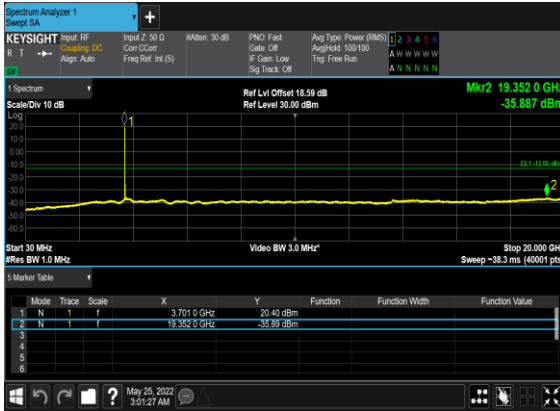 Spectrum Analyzer 1
Swept SA
+
KEYSIGHT Input: RF Input Z: 50 Ω #Atten: 30 dB PNO: Fast Avg Type: Power (RMS) 1 2 3 4 5 6
R T Coupling: DC Corr CCorr Gate: Off Avg|Hold: 100/100 A W W W W W
Align: Auto Freq Ref: Int (S) IF Gain: Low Trig: Free Run
Sig Track: Off A N N N N N
1 Spectrum
Ref Lvl Offset 18.59 dB
Mkr2 19.352 0 GHz
Scale/Div 10 dB
Ref Level 30.00 dBm
-35.887 dBm
Log
20.0
10.0
0.00
-10.0
DL1 -13.00 dBm
-20.0
-30.0
-40.0
-50.0
-60.0
1
2
Start 30 MHz Video BW 3.0 MHz* Stop 20.000 GHz
#Res BW 1.0 MHz Sweep ~38.3 ms (40001 pts)
5 Marker Table
Mode Trace Scale X Y Function Function Width Function Value
1 N 1 f 3.701 0 GHz 20.40 dBm
2 N 1 f 19.352 0 GHz -35.89 dBm
3
4
5
6
?
May 25, 2022
3:01:27 AM